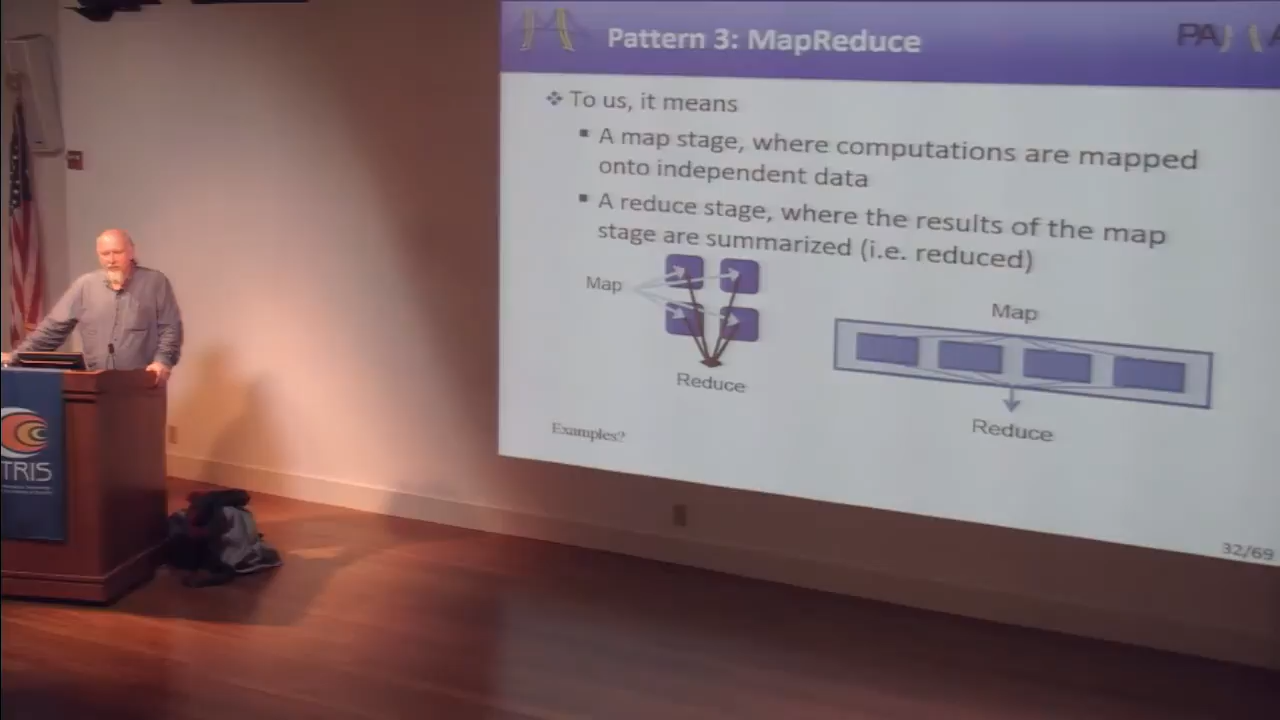 Pattern 3: MapReduce
❖ To us, it means
▪ A map stage, where computations are mapped
onto independent data
▪ A reduce stage, where the results of the map
stage are summarized (i.e. reduced)
Map
Reduce
Map
Reduce
Examples?
32/69
TRIS